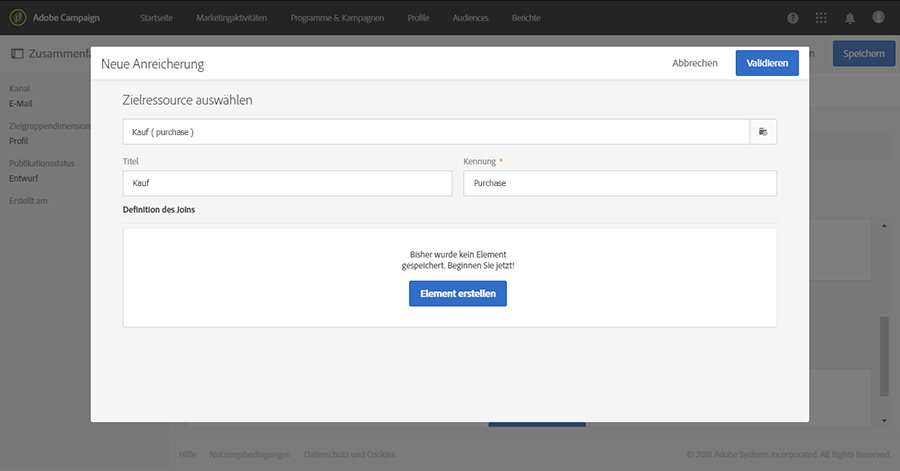 Adobe Campaign
Startseite
Marketingaktivitäten
Programme & Kampagnen
Profile
Audiences
Berichte
Speichern
Kanal
E-Mail
Zielgruppendimension
Profil
Publikationsstatus
Entwurf
Erstellt am
Neue Anreicherung
Abbrechen
Validieren
Zielressource auswählen
Kauf ( purchase )
Titel
Kennung *
Kauf
Purchase
Definition des Joins
Bisher wurde kein Element
gespeichert. Beginnen Sie jetzt!
Element erstellen
Hilfe
Nutzungsbedingungen
Datenschutz und Cookies
© 2018 Adobe Systems Incorporated. All Rights Reserved.